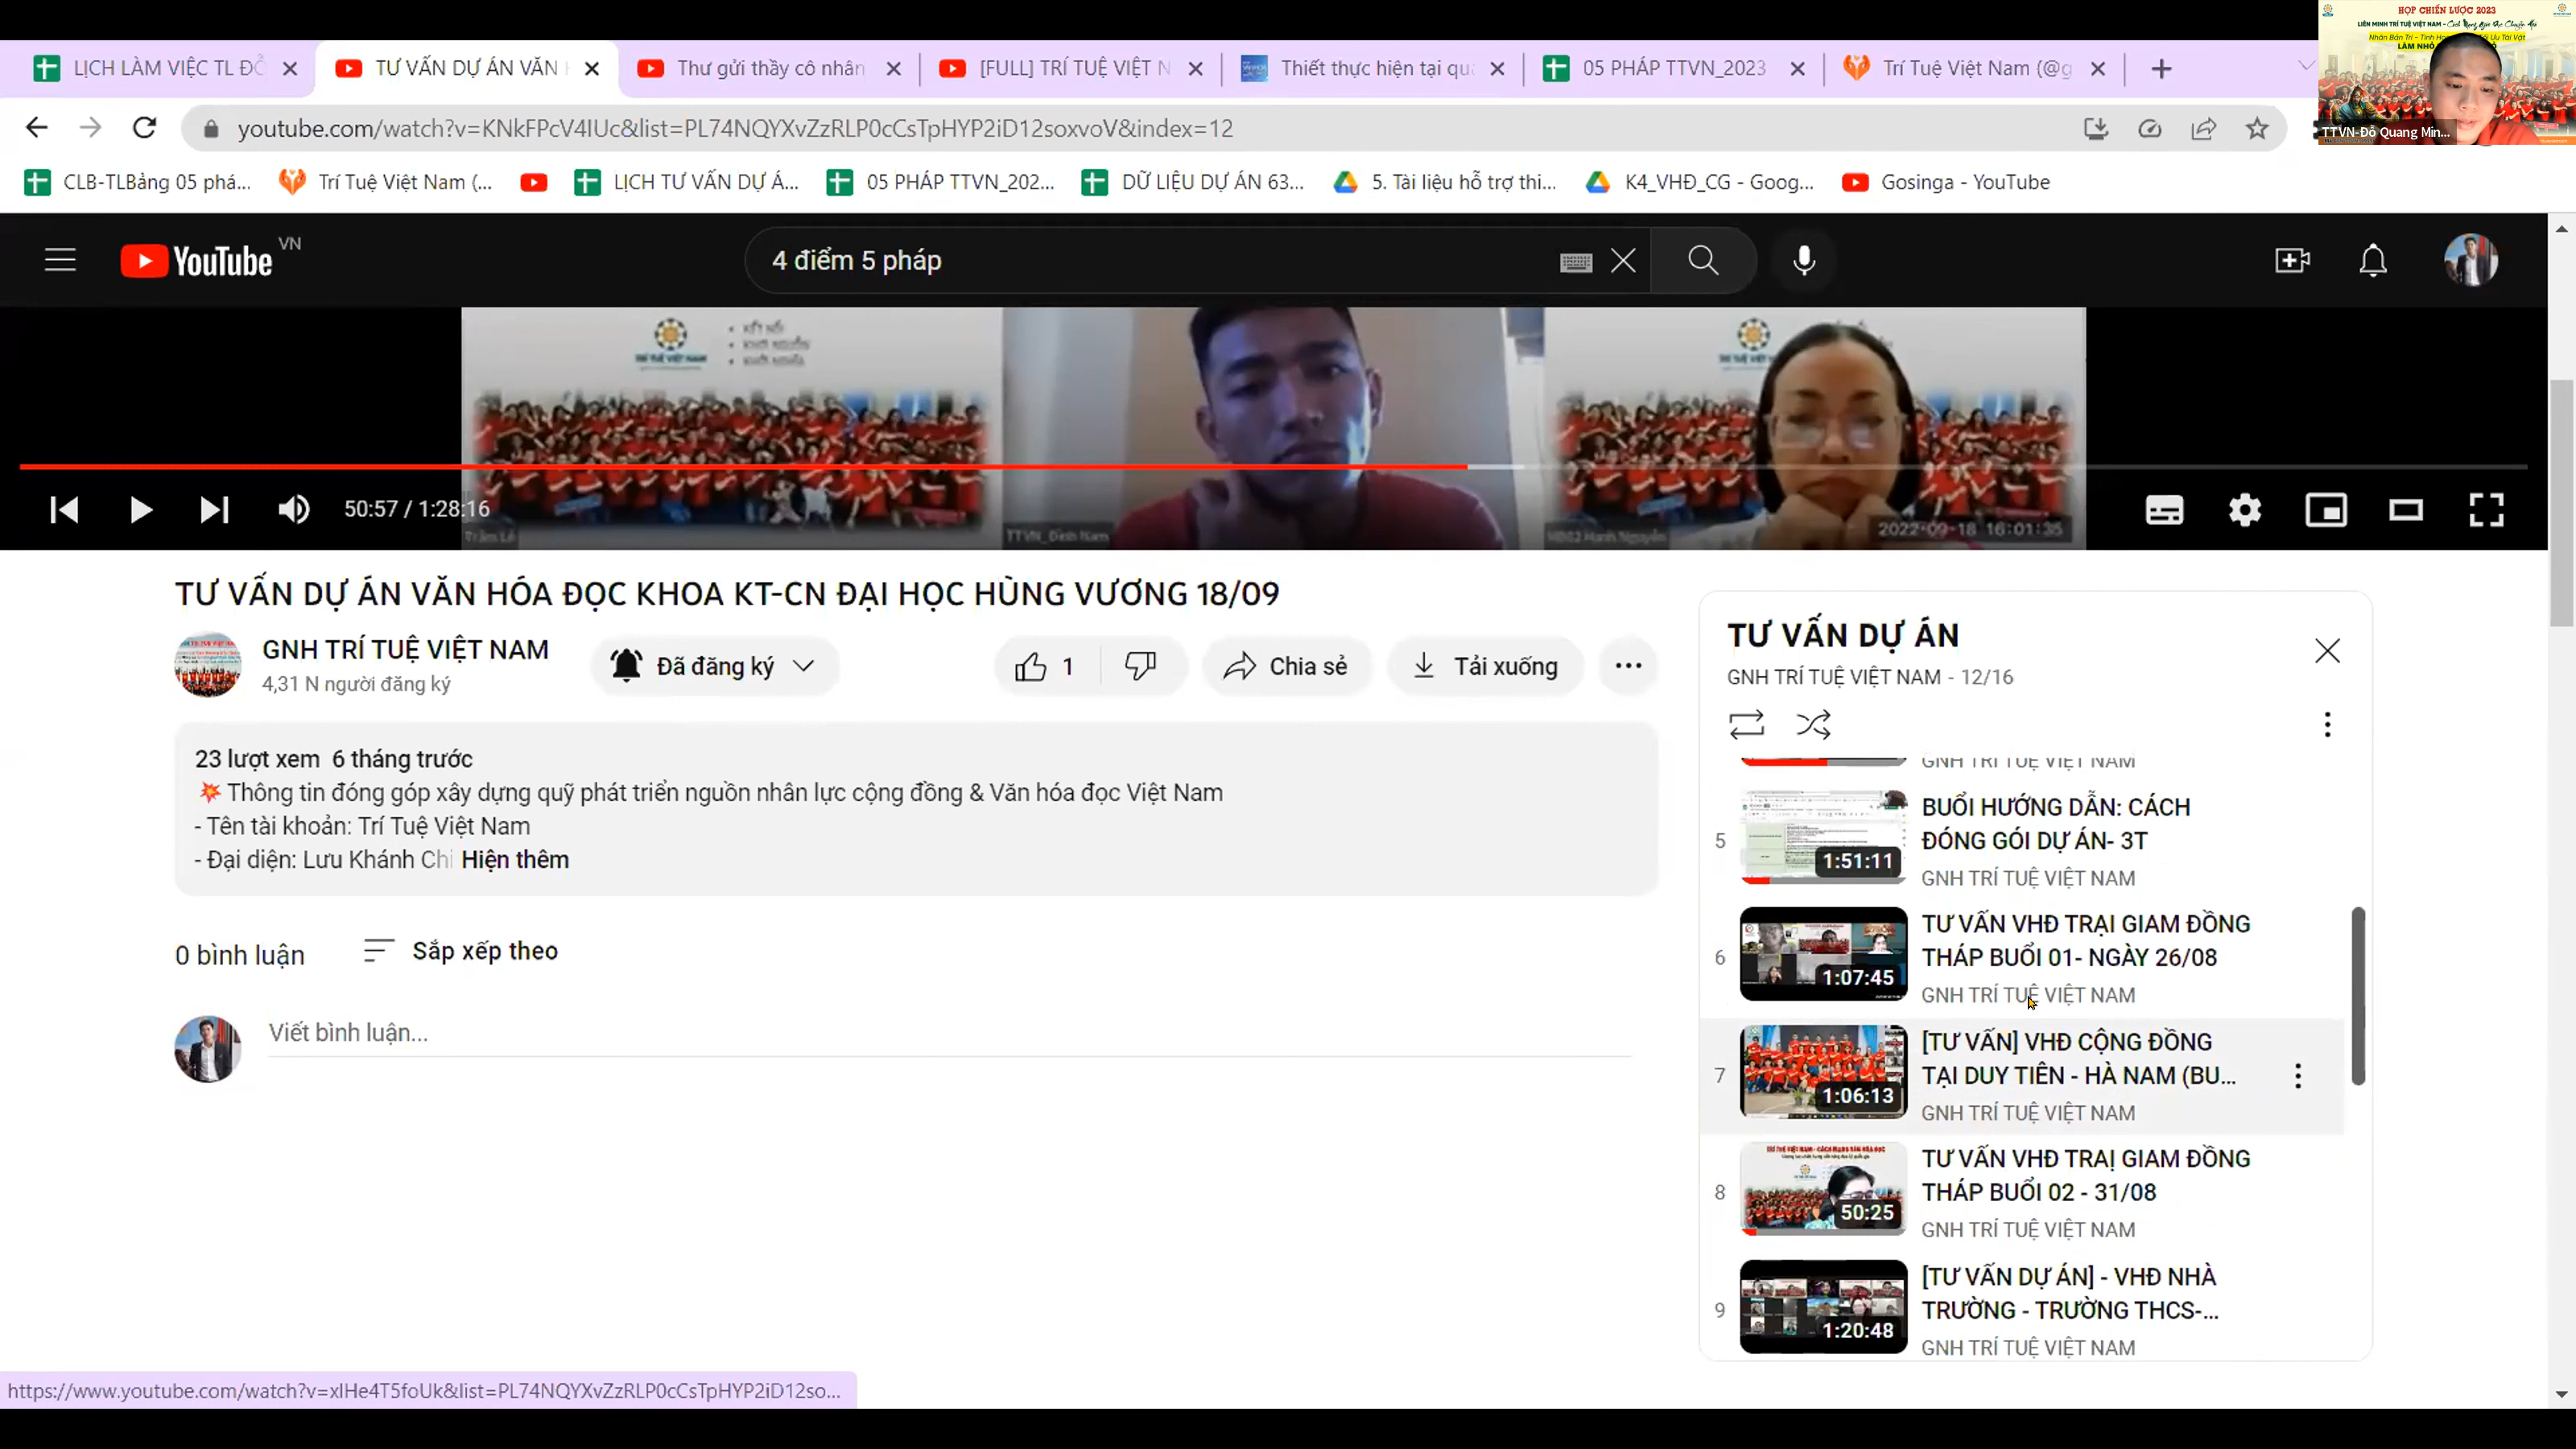 LỊCH LÀM VIỆC TL ĐỖ
TƯ VẤN DỰ ÁN VĂN
Thư gửi thầy cô nhân
[FULL] TRÍ TUỆ VIỆT N
Thiết thực hiện tại qu
05 PHÁP TTVN_2023
Trí Tuệ Việt Nam (@g
youtube.com/watch?v=KNkFPcV4IUc&list=PL74NQYXvZzRLP0cCsTpHYP2iD12soxvoV&index=12
CLB-TLBảng 05 phá...
Trí Tuệ Việt Nam (...
LỊCH TƯ VẤN DỰ Á...
05 PHÁP TTVN_202...
DỮ LIỆU DỰ ÁN 63...
5. Tài liệu hỗ trợ thi...
K4_VHĐ_CG - Goog...
Gosinga - YouTube
HỌP CHIẾN LƯỢC 2023
LIÊN MINH TRÍ TUỆ VIỆT NAM -
TTVN-Đỗ Quang Min...
YouTube VN
4 điểm 5 pháp
TTVN_Đình Nam
2022-09-18 16:01:35
50:57 / 1:28:16
TƯ VẤN DỰ ÁN VĂN HÓA ĐỌC KHOA KT-CN ĐẠI HỌC HÙNG VƯƠNG 18/09
GNH TRÍ TUỆ VIỆT NAM
4,31 N người đăng ký
Đã đăng ký
1
Chia sẻ
Tải xuống
23 lượt xem 6 tháng trước
Thông tin đóng góp xây dựng quỹ phát triển nguồn nhân lực cộng đồng & Văn hóa đọc Việt Nam
- Tên tài khoản: Trí Tuệ Việt Nam
- Đại diện: Lưu Khánh Chi Hiện thêm
0 bình luận
Sắp xếp theo
Viết bình luận...
TƯ VẤN DỰ ÁN
GNH TRÍ TUỆ VIỆT NAM - 12/16
GNH TRÍ TUỆ VIỆT NAM
5
1:51:11
BUỔI HƯỚNG DẪN: CÁCH
ĐÓNG GÓI DỰ ÁN- 3T
GNH TRÍ TUỆ VIỆT NAM
6
1:07:45
TƯ VẤN VHĐ TRẠI GIAM ĐỒNG
THÁP BUỔI 01- NGÀY 26/08
GNH TRÍ TUỆ VIỆT NAM
7
1:06:13
[TƯ VẤN] VHĐ CỘNG ĐỒNG
TẠI DUY TIÊN - HÀ NAM (BU...
GNH TRÍ TUỆ VIỆT NAM
8
50:25
TƯ VẤN VHĐ TRẠI GIAM ĐỒNG
THÁP BUỔI 02 - 31/08
GNH TRÍ TUỆ VIỆT NAM
9
1:20:48
[TƯ VẤN DỰ ÁN] - VHĐ NHÀ
TRƯỜNG - TRƯỜNG THCS-...
GNH TRÍ TUỆ VIỆT NAM
https://www.youtube.com/watch?v=xlHe4T5foUk&list=PL74NQYXvZzRLP0cCsTpHYP2iD12so...